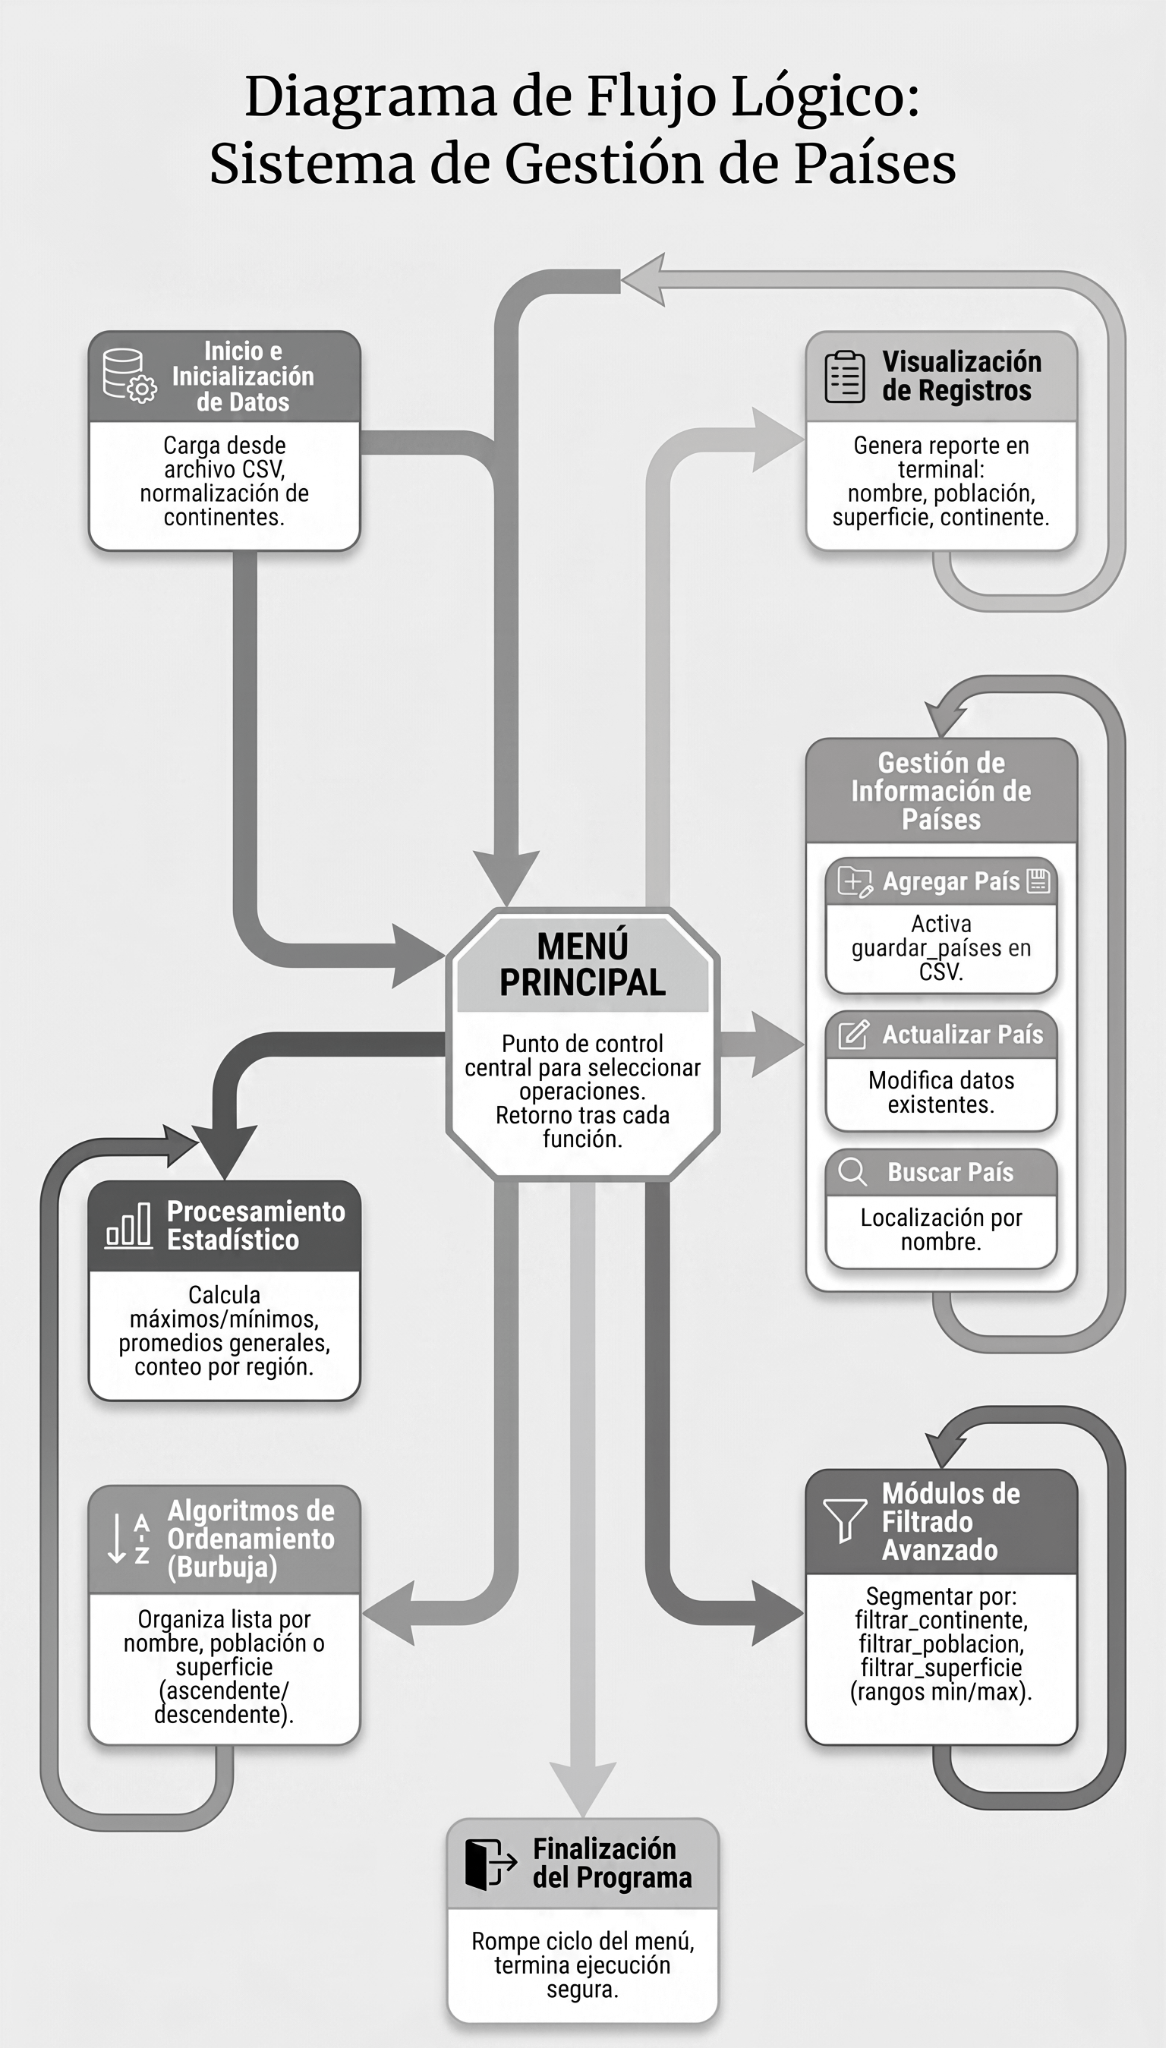 Diagrama de Flujo Lógico:
Sistema de Gestión de Países
Inicio e
Inicialización
de Datos
Carga desde
archivo CSV,
normalización de
continentes.
Visualización
de Registros
Genera reporte en
terminal:
nombre, población,
superficie, continente.
Gestión de
Información de
Países
Agregar País
Activa
guardar_países en
CSV.
Actualizar País
Modifica datos
existentes.
Buscar País
Localización por
nombre.
MENÚ
PRINCIPAL
Punto de control
central para seleccionar
operaciones.
Retorno tras cada
función.
Procesamiento
Estadístico
Calcula
máximos/mínimos,
promedios generales,
conteo por región.
A
Z
Algoritmos de
Ordenamiento
(Burbuja)
Organiza lista por
nombre, población o
superficie
(ascendente/
descendente).
Módulos de
Filtrado
Avanzado
Segmentar por:
filtrar_continente,
filtrar_poblacion,
filtrar_superficie
(rangos min/max).
Finalización
del Programa
Rompe ciclo del menú,
termina ejecución
segura.